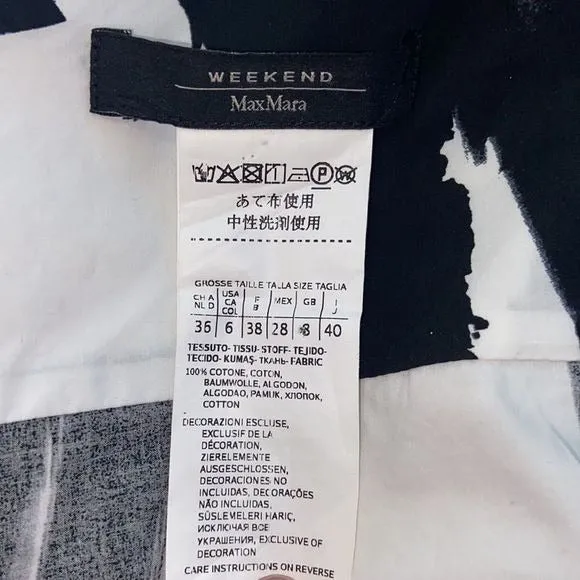 WEEKEND
MaxMara
P
あて布使用
中性洗剤使用
GROSSE TAILLE TALLA SIZE TAGLIA
CH A NL D USA CA COL F B MEX GB I J
36 6 38 28 8 40
TESSUTO- TISSU- STOFF- TEJIDO-
TECIDO- KUMAŞ- ТКАНЬ- FABRIC
100% COTONE, COTON,
BAUMWOLLE, ALGODON,
ALGODAO, PAMUK, ХЛОПОК,
COTTON
DECORAZIONI ESCLUSE,
EXCLUSIF DE LA
DÉCORATION,
ZIERELEMENTE
AUSGESCHLOSSEN,
DECORACIONES NO
INCLUIDAS, DECORAÇÕES
NÃO INCLUIDAS,
SÜSLEMELERİ HARİÇ,
ИСКЛЮЧАЯ ВСЕ
УКРАШЕНИЯ, EXCLUSIVE OF
DECORATION
CARE INSTRUCTIONS ON REVERSE